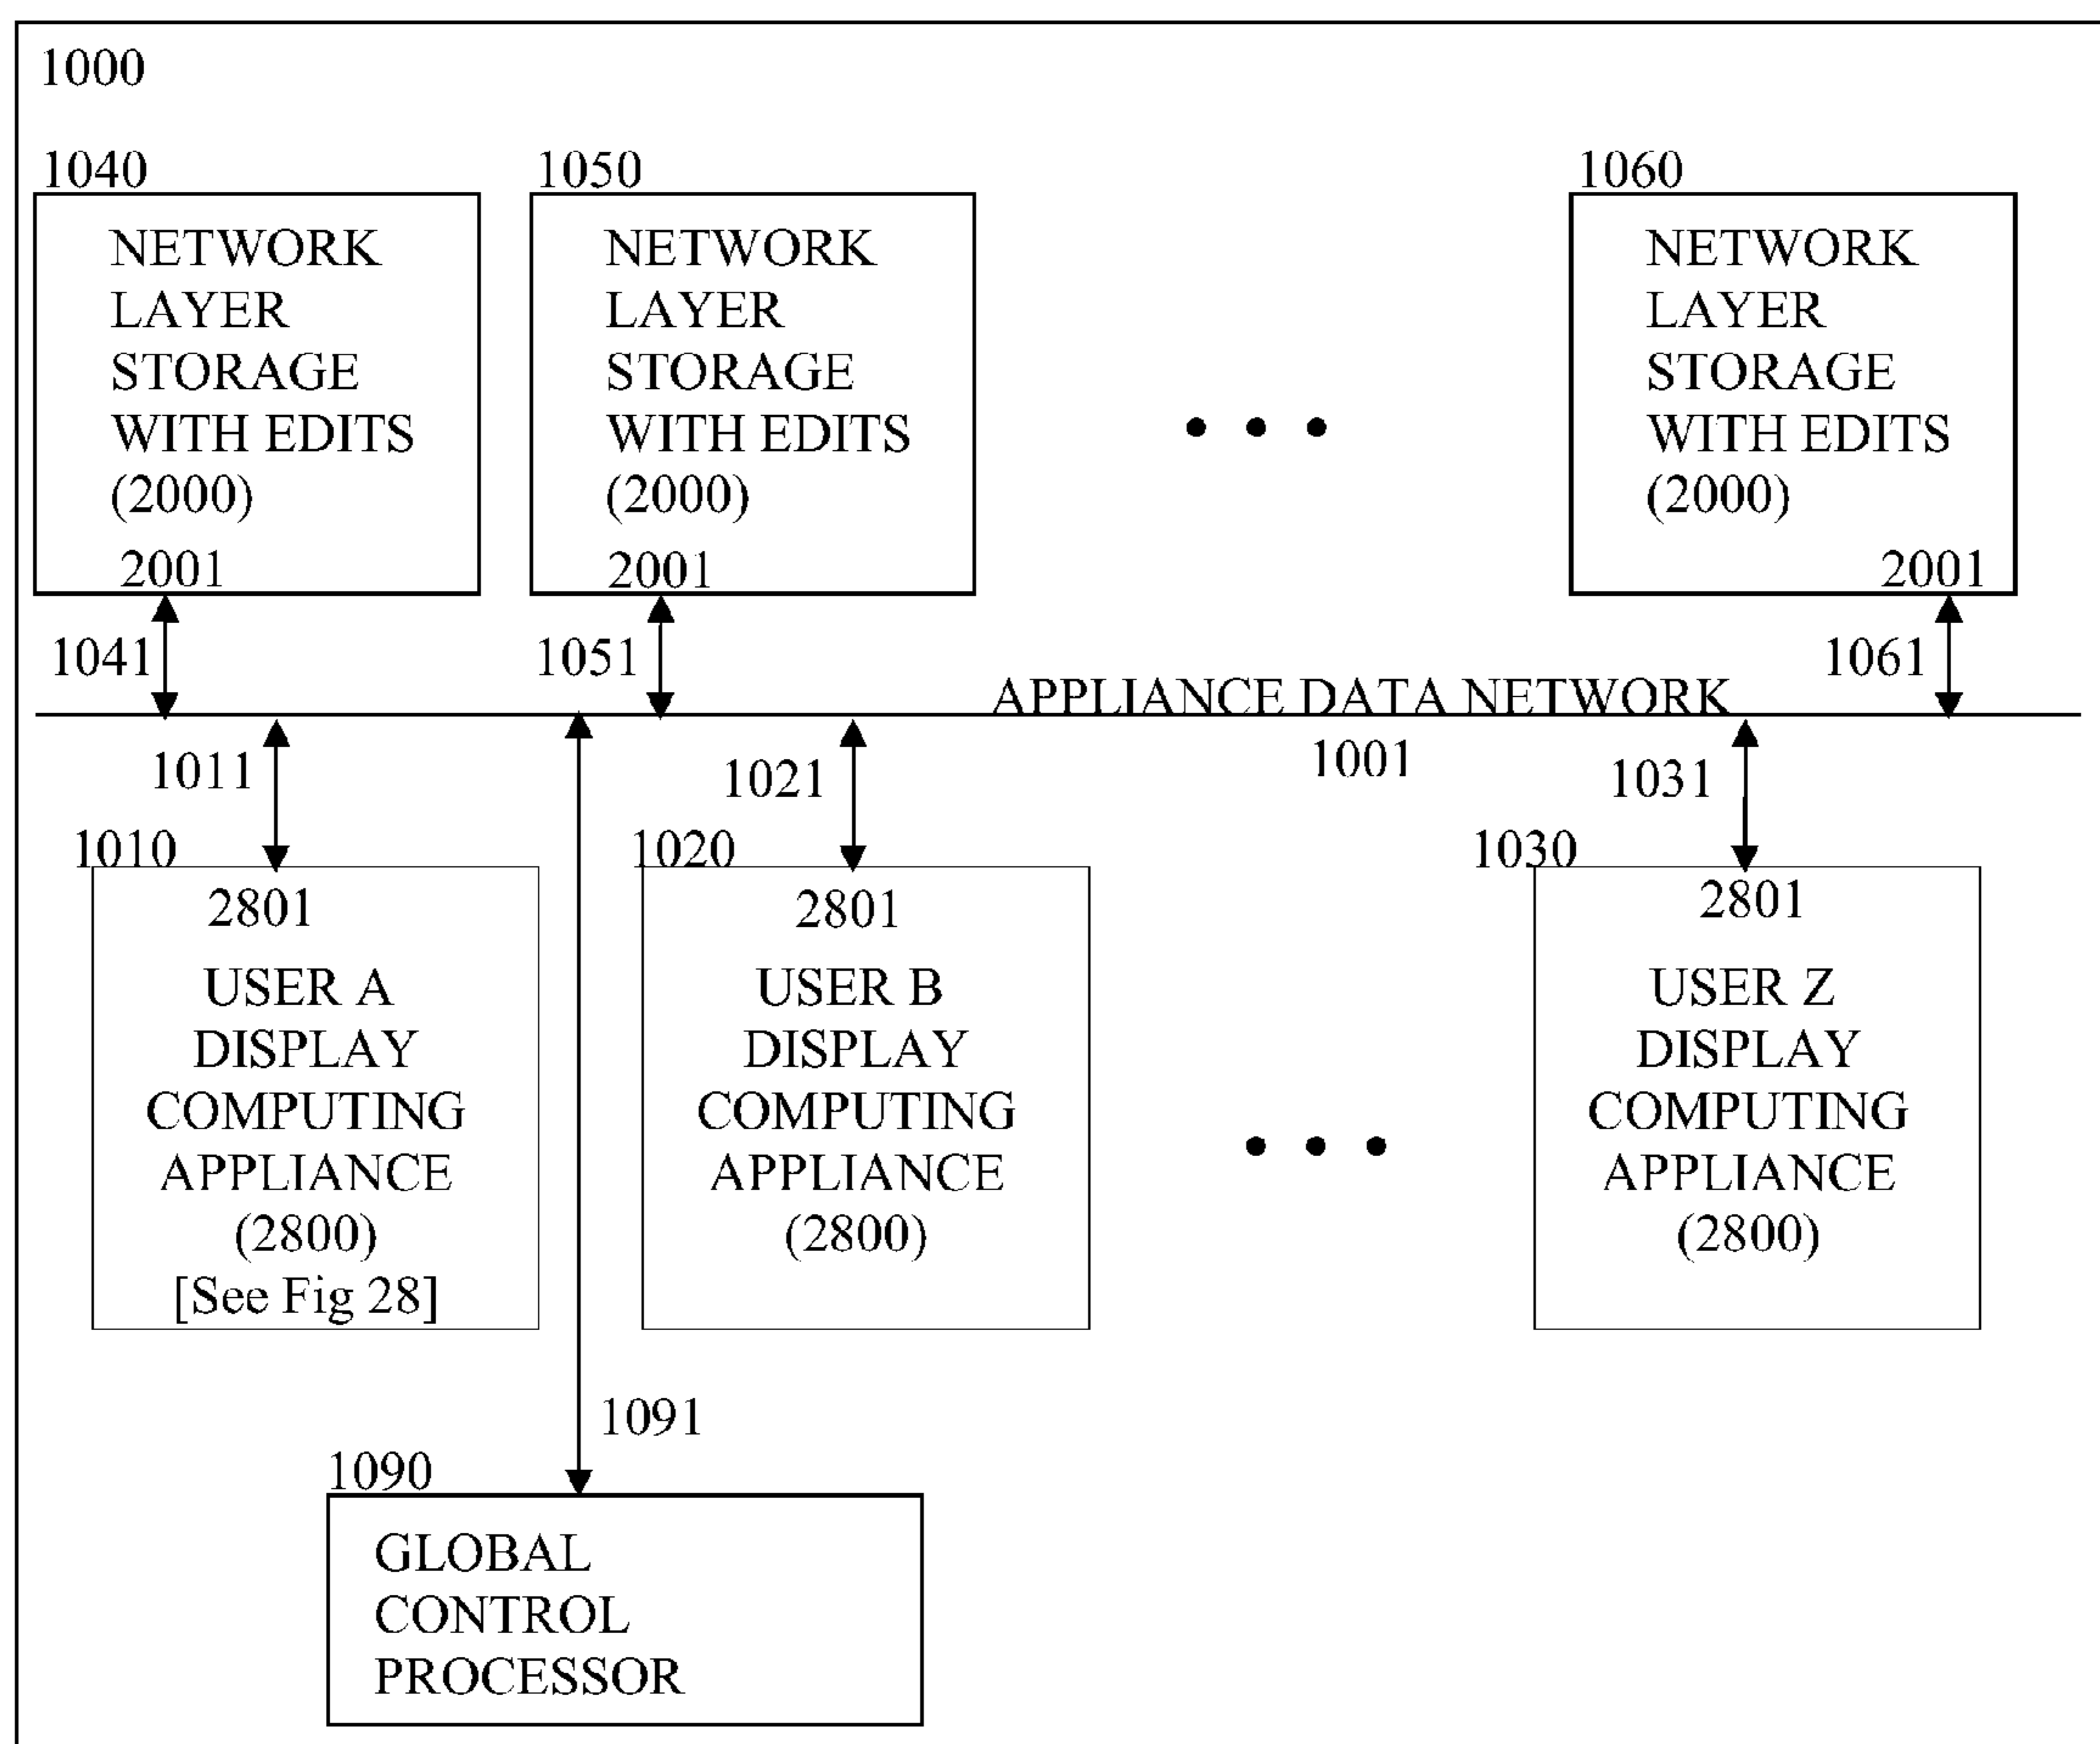 1000
1040
NETWORK
LAYER
STORAGE
WITH EDITS
(2000)
2001
1050
NETWORK
LAYER
STORAGE
WITH EDITS
(2000)
2001
1060
NETWORK
LAYER
STORAGE
WITH EDITS
(2000)
2001
1041
1051
1061
APPLIANCE DATA NETWORK
1001
1011
1021
1031
1010
2801
USER A
DISPLAY
COMPUTING
APPLIANCE
(2800)
[See Fig 28]
1020
2801
USER B
DISPLAY
COMPUTING
APPLIANCE
(2800)
1030
2801
USER Z
DISPLAY
COMPUTING
APPLIANCE
(2800)
1091
1090
GLOBAL
CONTROL
PROCESSOR